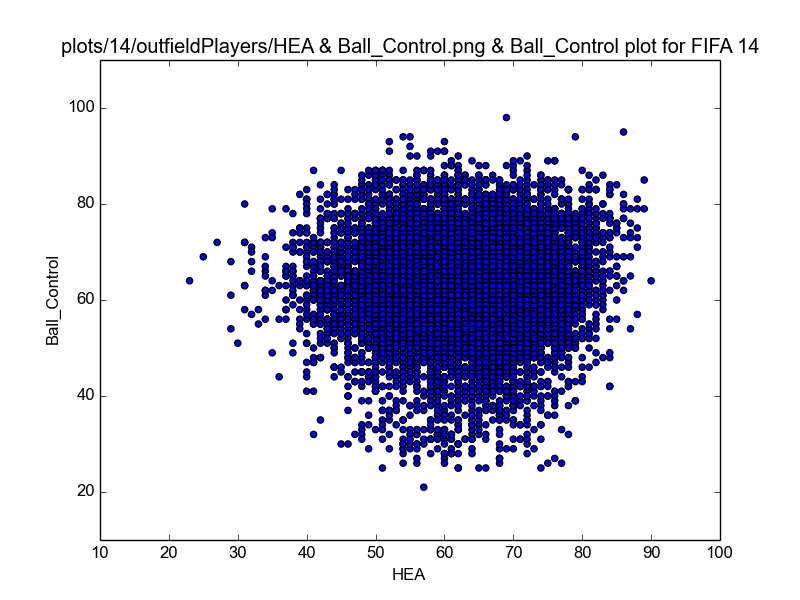 plots/14/outfieldPlayers/HEA & Ball_Control.png & Ball_Control plot for FIFA 14
100
80
60
40
20
Ball_Control
10 20 30 40 50 60 70 80 90 100
HEA